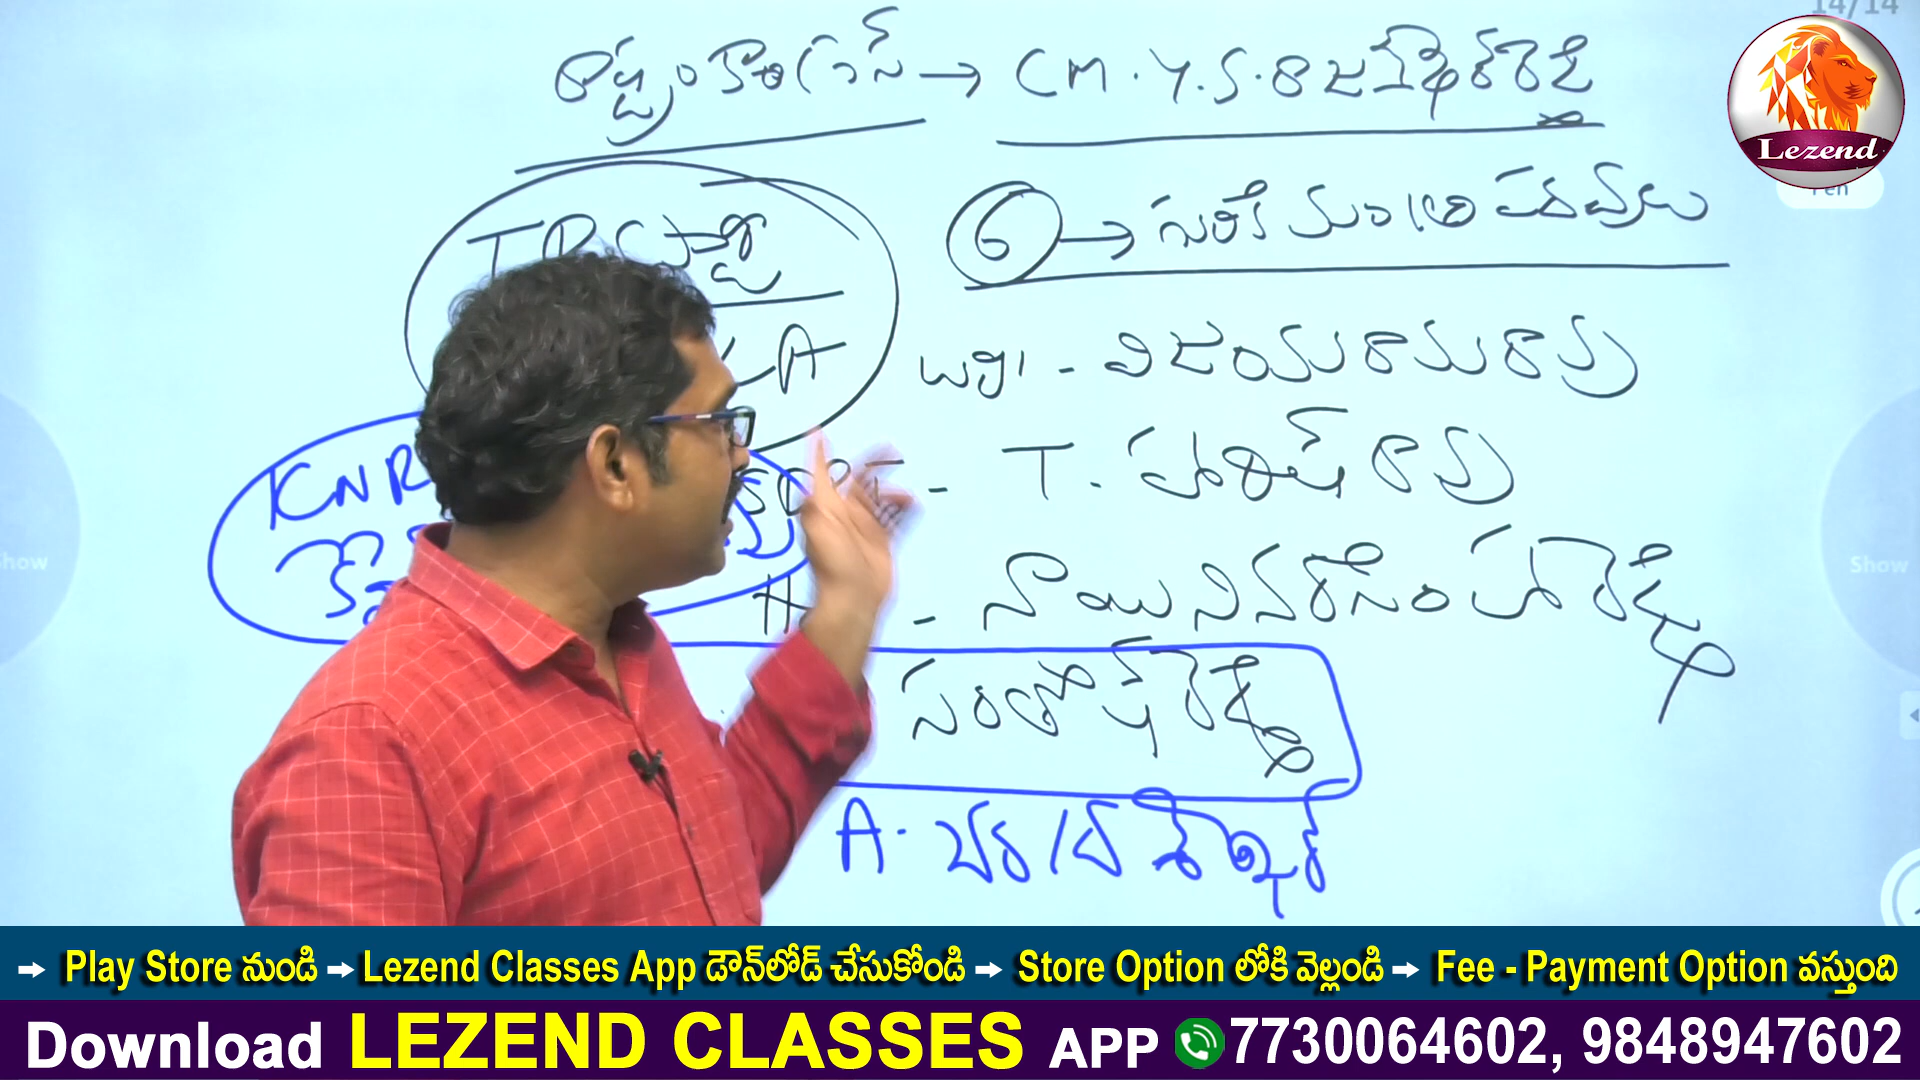 14/14
రాష్ట్రం కాంగ్రెస్ → CM. Y.S. రాజశేఖర్ రెడ్డి
Lezend
Pen
TRS పార్టీ
6 → గురికి మంత్రి పదవులు
A
- విజయరామారావు
KNR
- T. హరీష్ రావు
Show
Show
H - నాయిని నరసింహారెడ్డి
సంతోష్ రెడ్డి
A. చంద్రశేఖర్
→ Play Store నుండి → Lezend Classes App డౌన్‌లోడ్ చేసుకోండి → Store Option లోకి వెల్లండి → Fee - Payment Option వస్తుంది
Download LEZEND CLASSES APP 7730064602, 9848947602